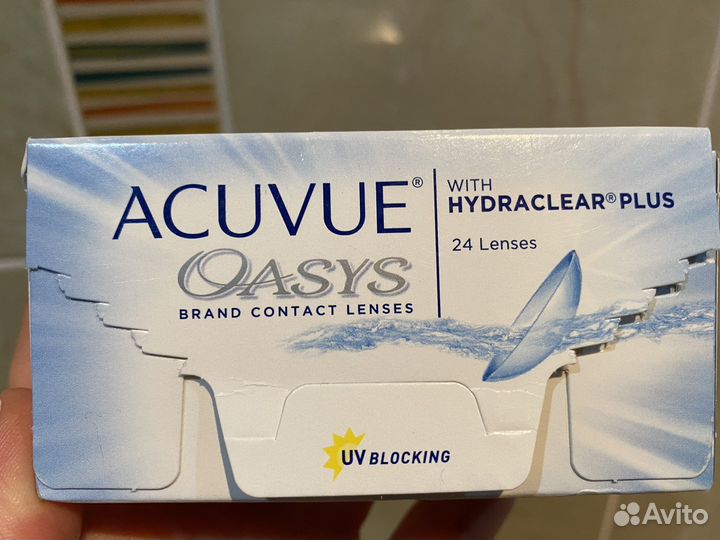 ACUVUE®
OASYS
BRAND CONTACT LENSES
WITH
HYDRACLEAR® PLUS
24 Lenses
UV BLOCKING
Avito